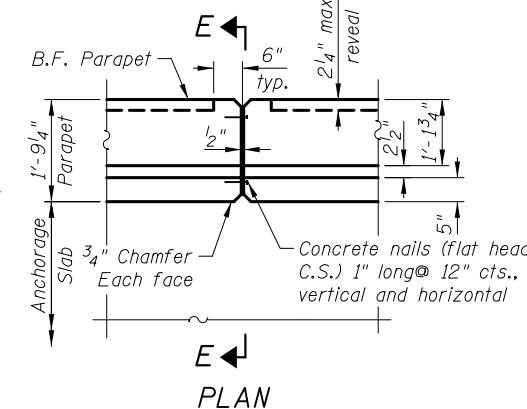 E
6"
typ.
2¼" max
reveal
B.F. Parapet
½"
1'-9¼"
Parapet
2½
1'-1¾"
5"
Anchorage
Slab
¾" Chamfer
Each face
Concrete nails (flat head
C.S.) 1" long@ 12" cts.,
vertical and horizontal
E
PLAN